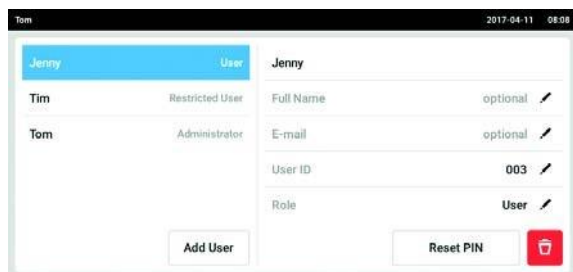 Tom 2017-04-11 08:08
Jenny User
Tim Restricted User
Tom Administrator
Add User
Jenny
Full Name optional
E-mail optional
User ID 003
Role User
Reset PIN